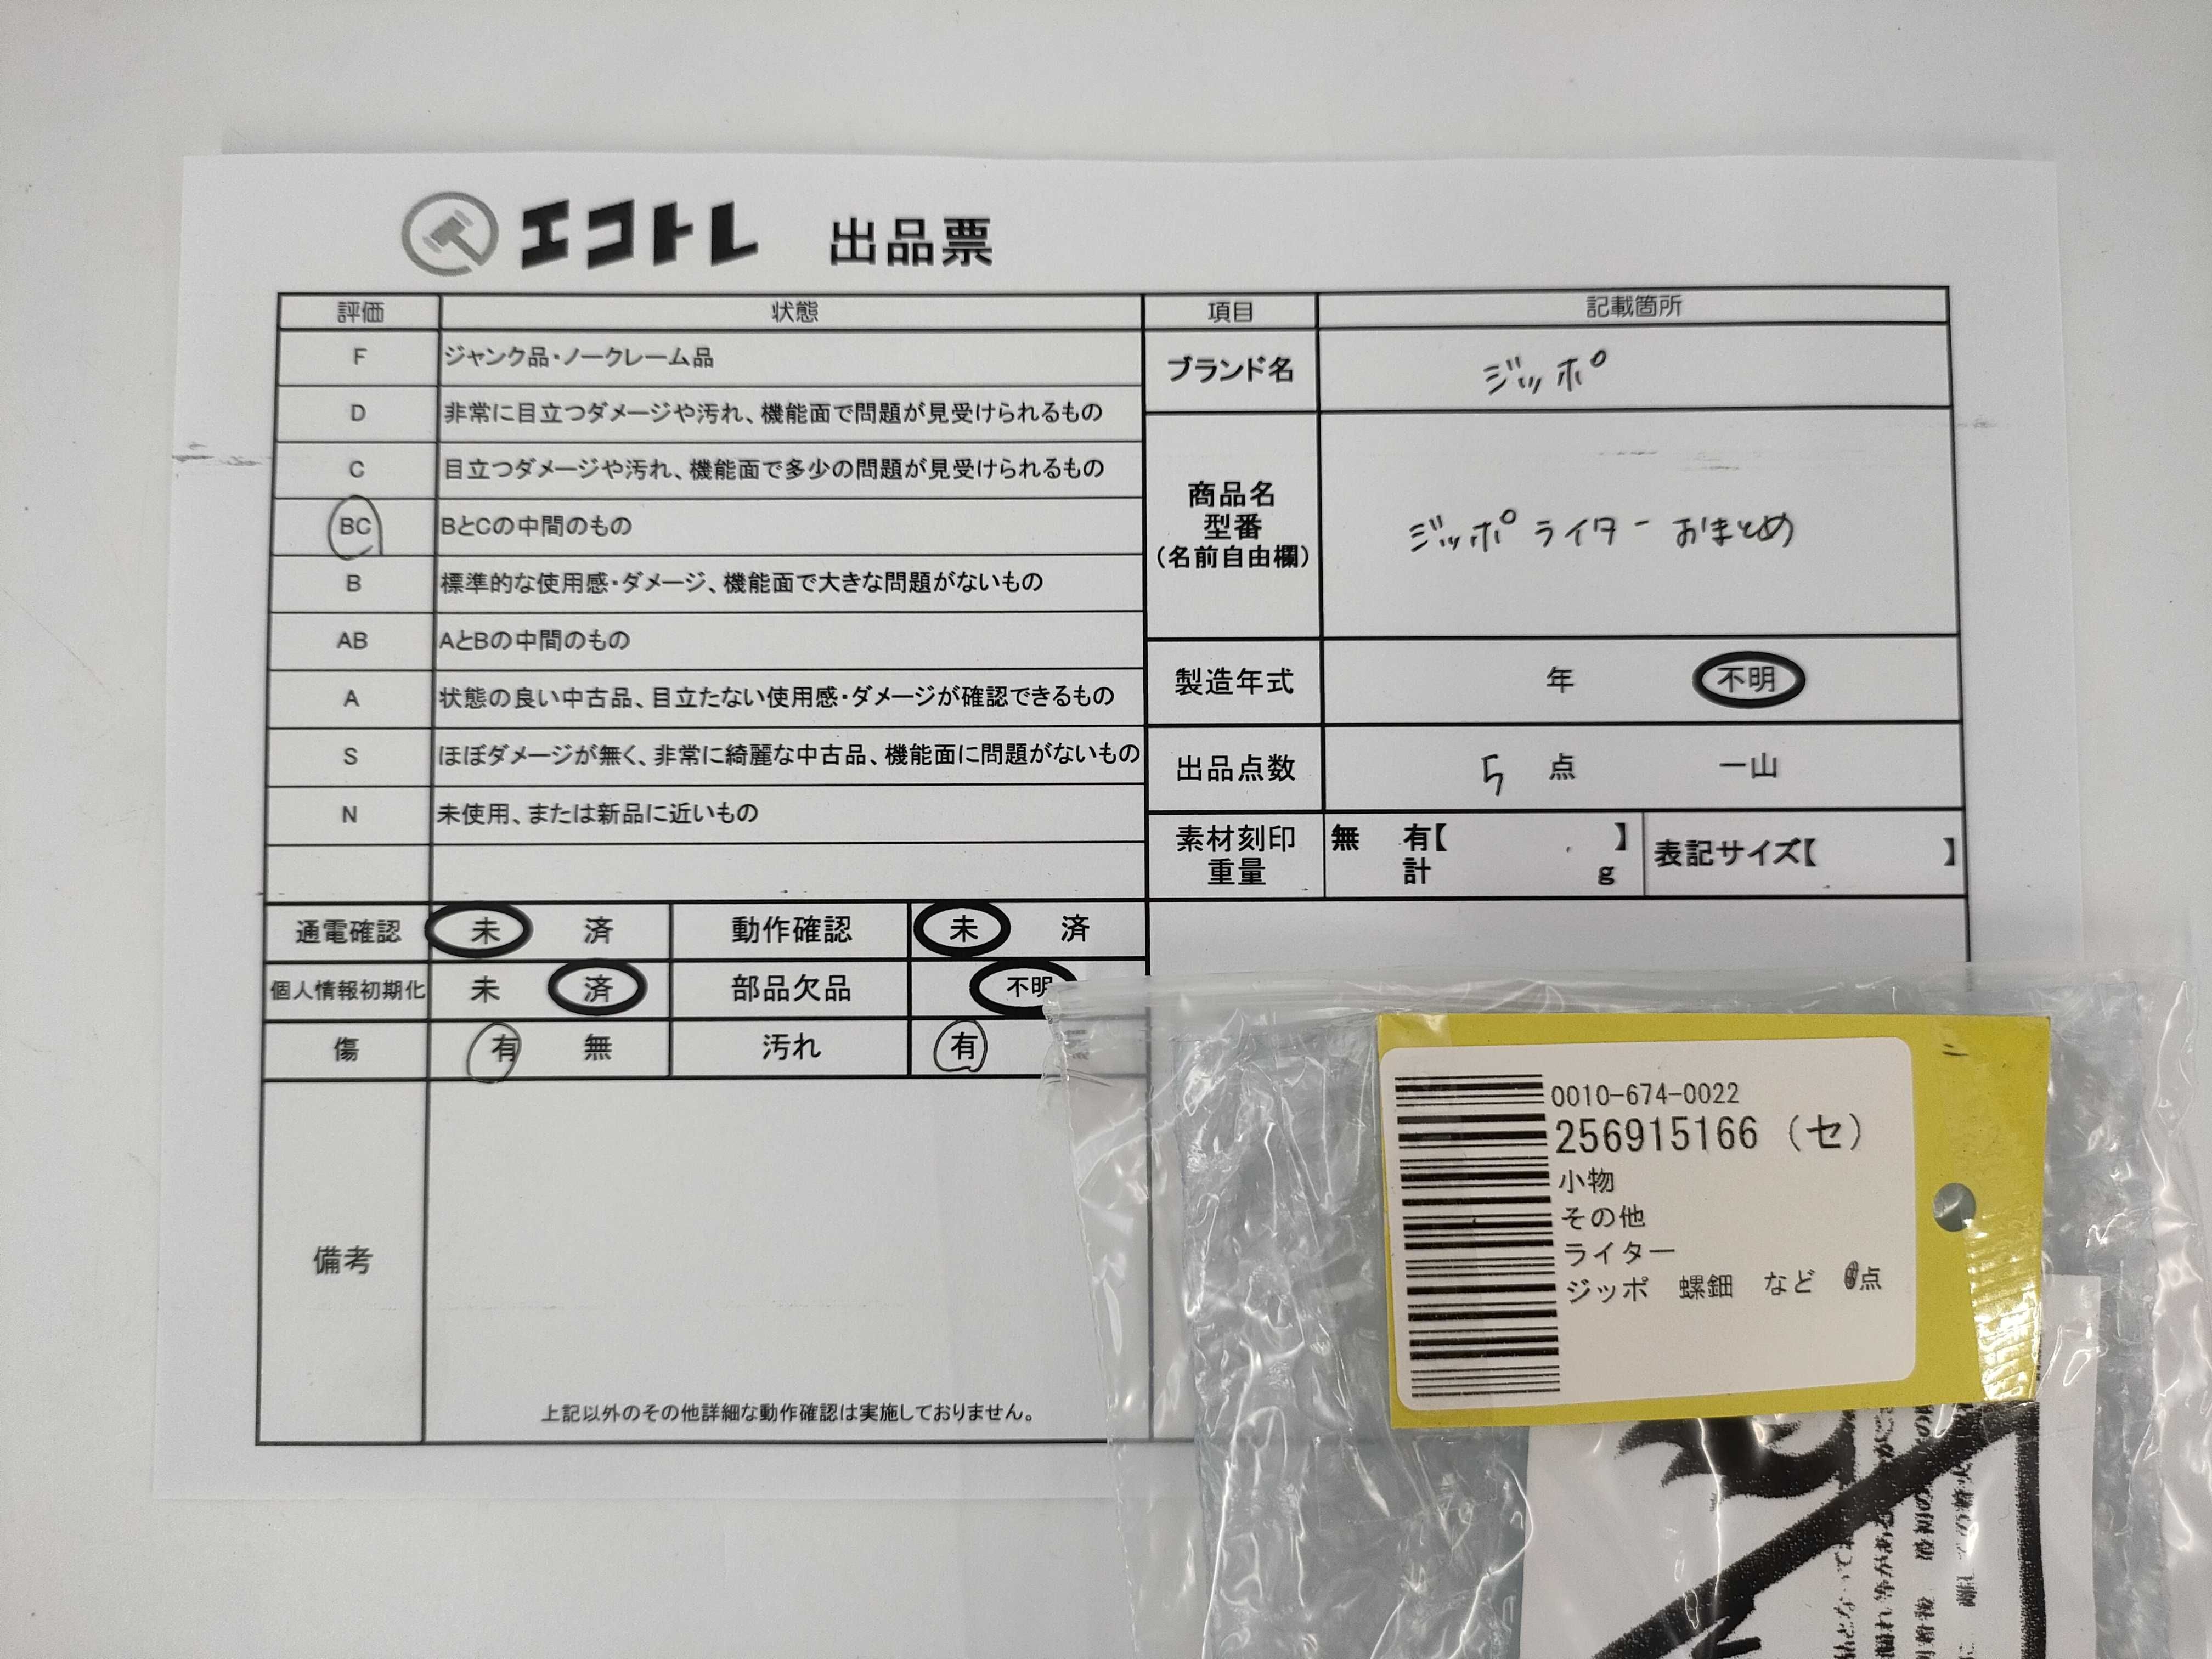 エコトレ 出品票
評価 状態 項目 記載箇所
F ジャンク品・ノークレーム品
D 非常に目立つダメージや汚れ、機能面で問題が見受けられるもの
C 目立つダメージや汚れ、機能面で多少の問題が見受けられるもの
BC BとCの中間のもの
B 標準的な使用感・ダメージ、機能面で大きな問題がないもの
AB AとBの中間のもの
A 状態の良い中古品、目立たない使用感・ダメージが確認できるもの
S ほぼダメージが無く、非常に綺麗な中古品、機能面に問題がないもの
N 未使用、または新品に近いもの
ブランド名 ジッポ
商品名
型番
(名前自由欄)
ジッポライター おまとめ
製造年式 年 不明
出品点数 5 点 一山
素材刻印
重量
無 有【 】
計 g
表記サイズ【 】
通電確認 未 済 動作確認 未 済
個人情報初期化 未 済 部品欠品 不明
傷 有 無 汚れ 有
備考
上記以外のその他詳細な動作確認は実施しておりません。
0010-674-0022
256915166 (セ)
小物
その他
ライター
ジッポ 螺鈿 など 点